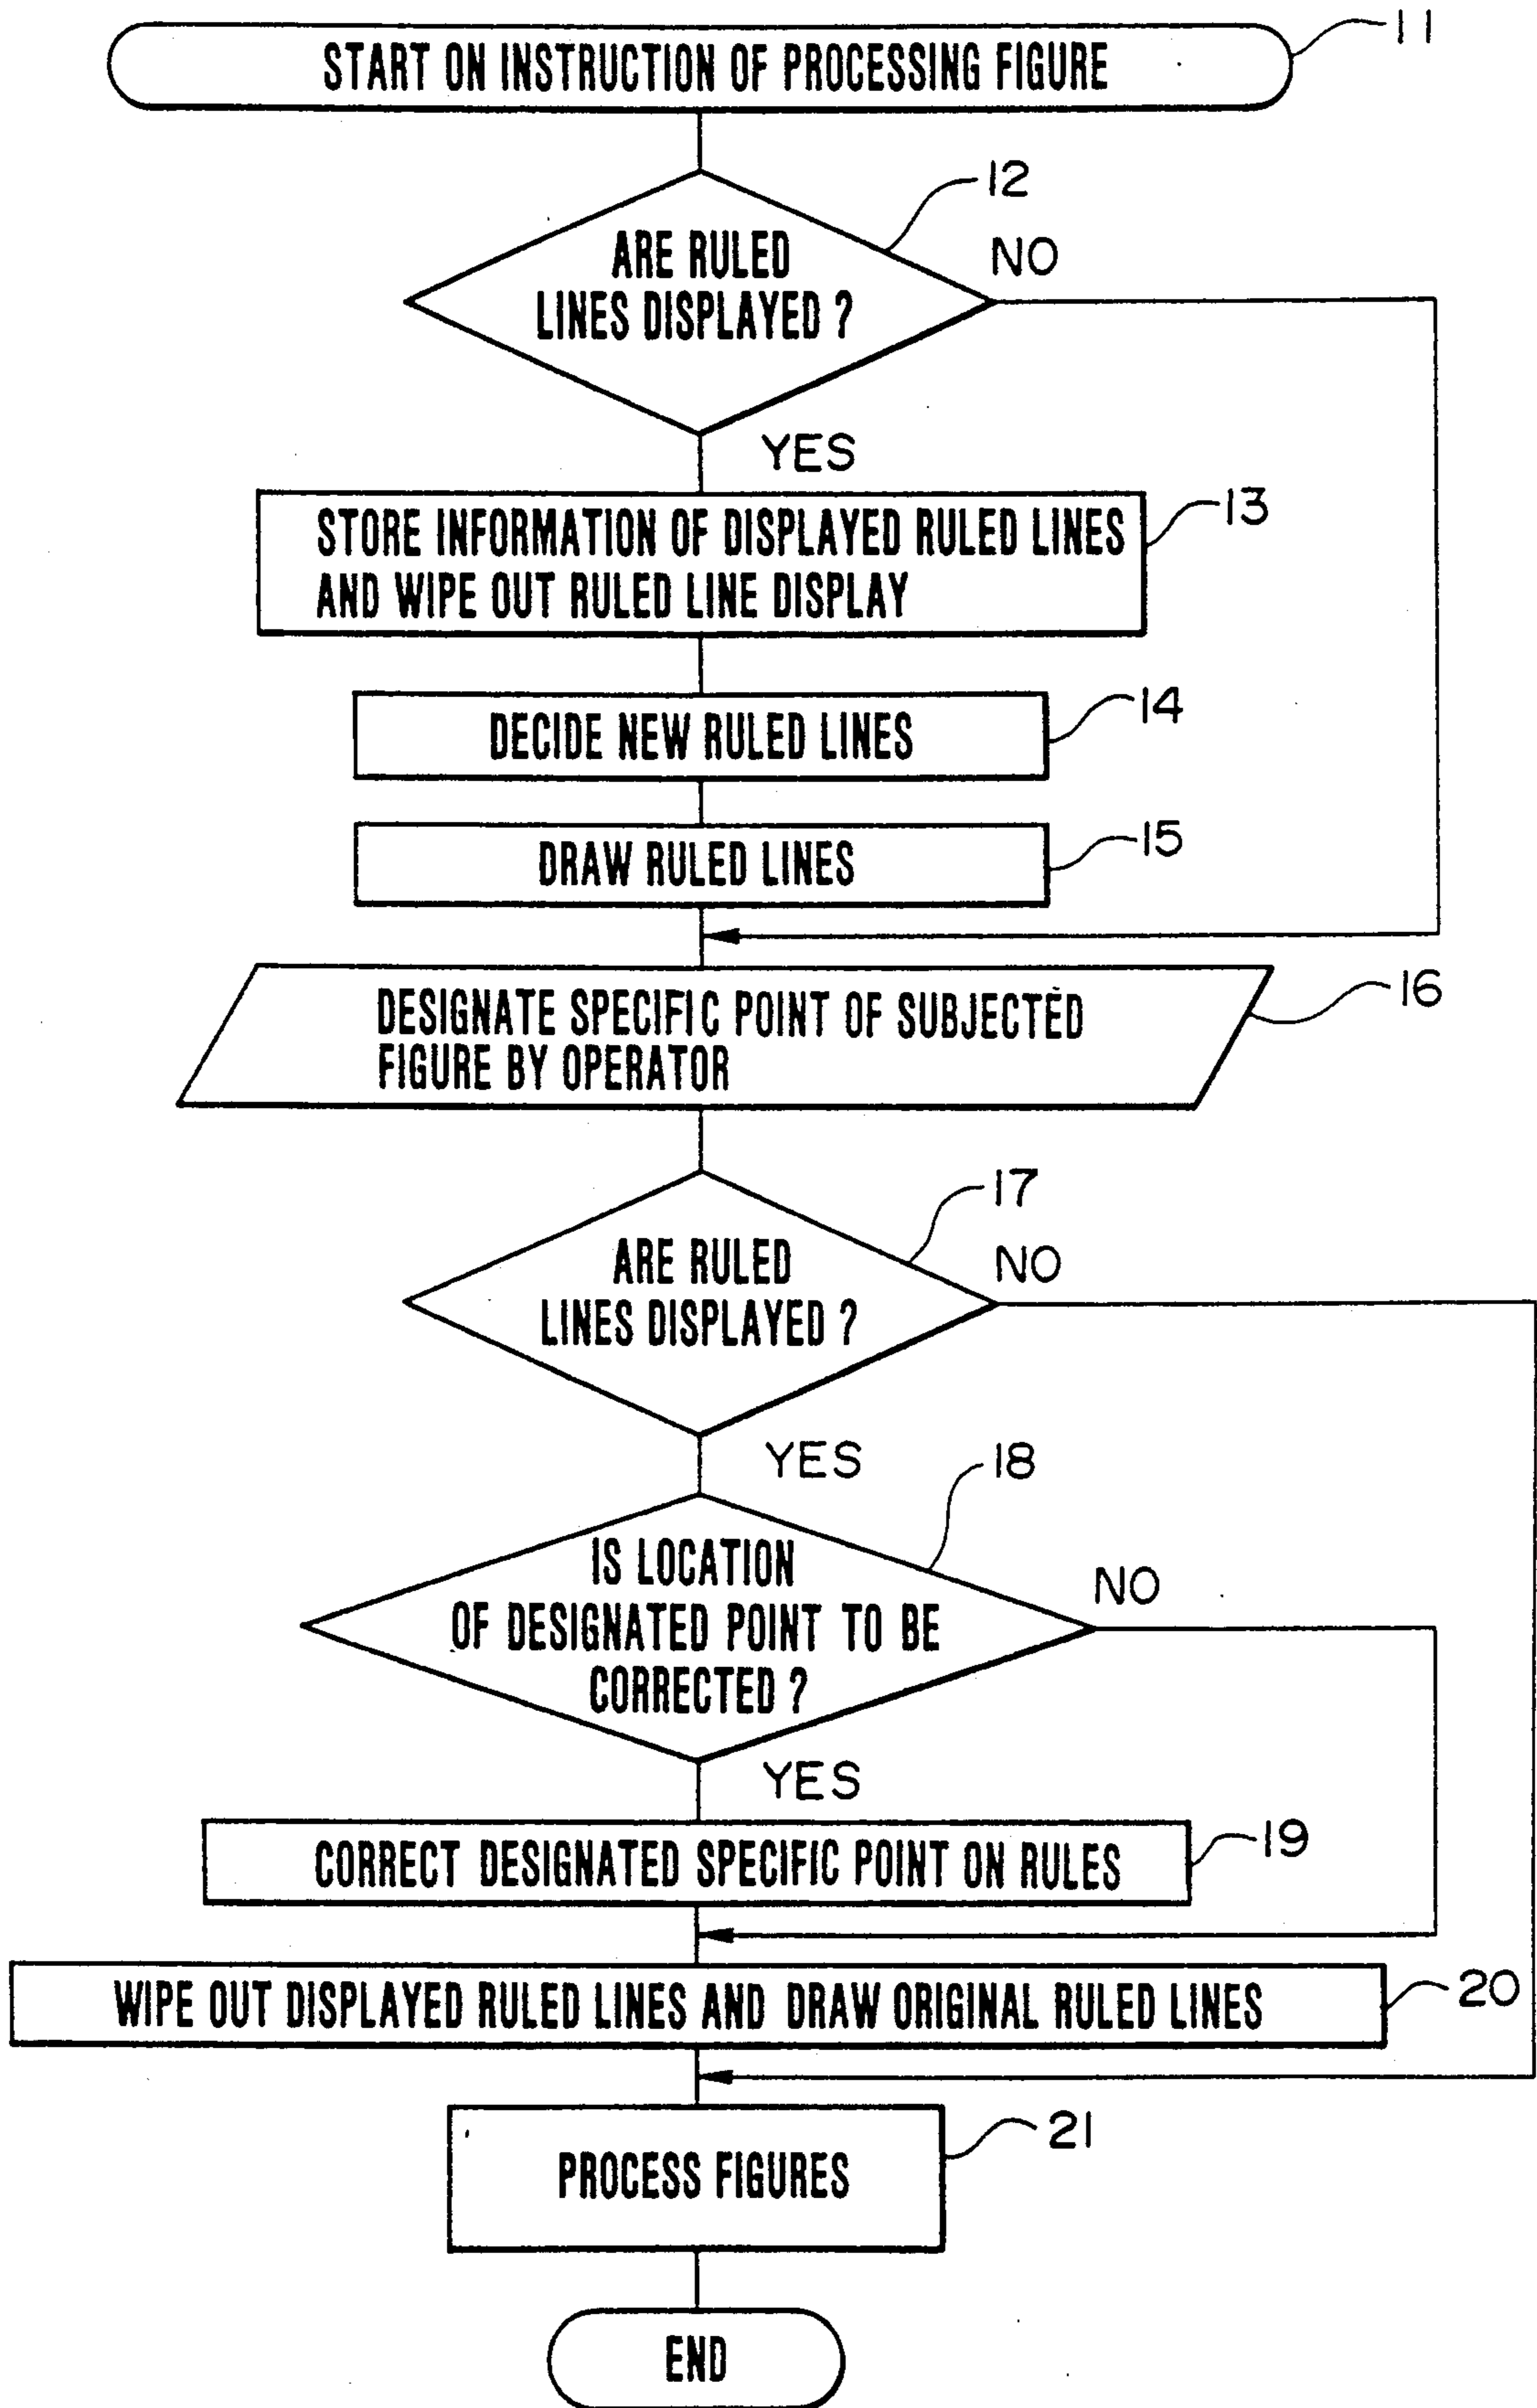 START ON INSTRUCTION OF PROCESSING FIGURE
11
12
ARE RULED
LINES DISPLAYED ?
NO
YES
STORE INFORMATION OF DISPLAYED RULED LINES
AND WIPE OUT RULED LINE DISPLAY
13
DECIDE NEW RULED LINES
14
DRAW RULED LINES
15
DESIGNATE SPECIFIC POINT OF SUBJECTED
FIGURE BY OPERATOR
16
17
ARE RULED
LINES DISPLAYED ?
NO
YES
18
IS LOCATION
OF DESIGNATED POINT TO BE
CORRECTED ?
NO
YES
CORRECT DESIGNATED SPECIFIC POINT ON RULES
19
WIPE OUT DISPLAYED RULED LINES AND DRAW ORIGINAL RULED LINES
20
PROCESS FIGURES
21
END